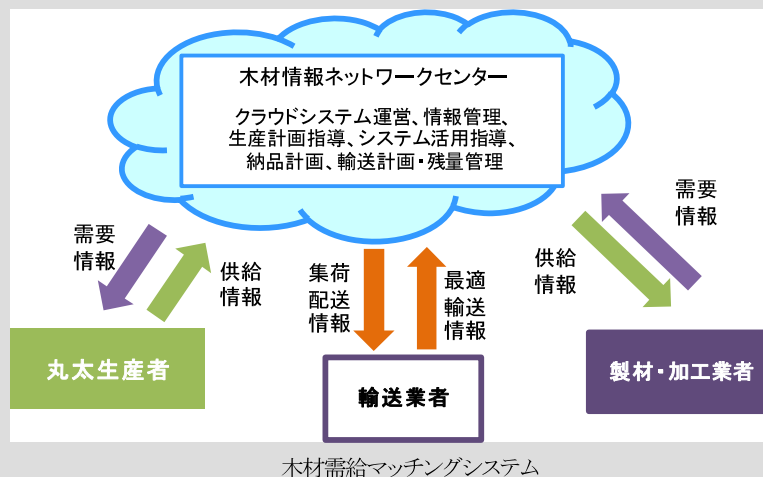 木材情報ネットワークセンター
クラウドシステム運営、情報管理、
生産計画指導、システム活用指導、
納品計画、輸送計画・残量管理
需要
情報
供給
情報
集荷
配送
情報
最適
輸送
情報
供給
情報
需要
情報
丸太生産者
輸送業者
製材・加工業者
木材需給マッチングシステム